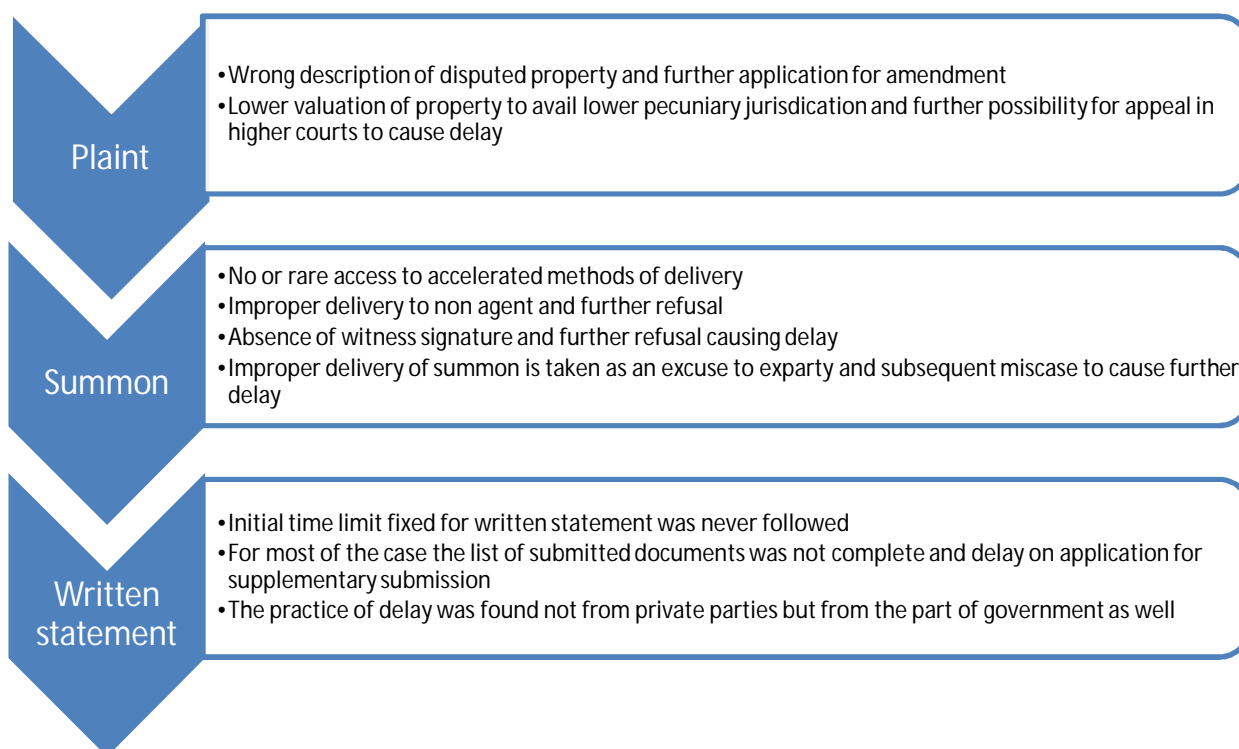 Plaint
•Wrong description of disputed property and further application for amendment
•Lower valuation of property to avail lower pecuniary jurisdication and further possibility for appeal in
higher courts to cause delay
Summon
•No or rare access to accelerated methods of delivery
•Improper delivery to non agent and further refusal
•Absence of witness signature and further refusal causing delay
•Improper delivery of summon is taken as an excuse to exparty and subsequent miscase to cause further
delay
Written
statement
•Initial time limit fixed for written statement was never followed
•For most of the case the list of submitted documents was not complete and delay on application for
supplementary submission
•The practice of delay was found not from private parties but from the part of government as well